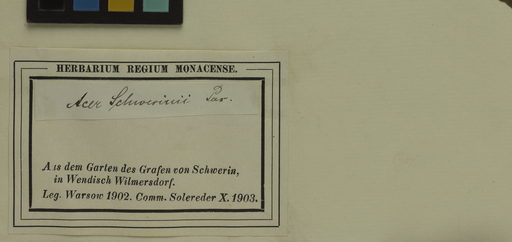 HERBARIUM REGIUM MONACENSE.
Acer Schwerinii Pax.
Aus dem Garten des Grafen von Schwerin,
in Wendisch Wilmersdorf.
Leg. Warsow 1902. Comm. Solereder X. 1903.